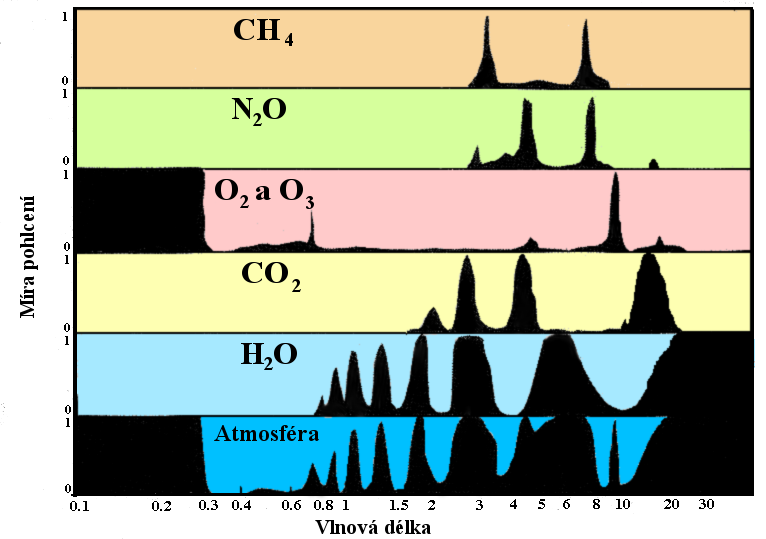 1
CH₄
0
1
N₂O
0
1
O₂ a O₃
0
1
CO₂
0
1
H₂O
0
1
Atmosféra
0
Míra pohlcení
0.1 0.2 0.3 0.4 0.6 0.8 1 1.5 2 3 4 5 6 8 10 20 30
Vlnová délka